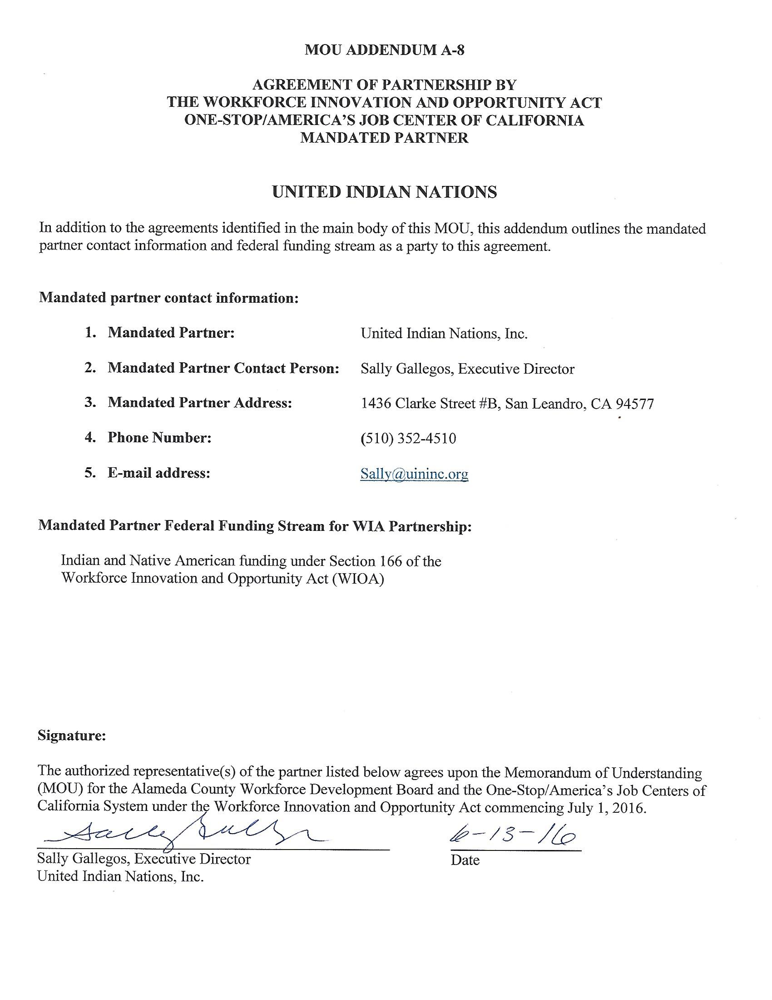 MOU ADDENDUM A-8
AGREEMENT OF PARTNERSHIP BY
THE WORKFORCE INNOVATION AND OPPORTUNITY ACT
ONE-STOP/AMERICA'S JOB CENTER OF CALIFORNIA
MANDATED PARTNER
UNITED INDIAN NATIONS
In addition to the agreements identified in the main body of this MOU, this addendum outlines the mandated
partner contact information and federal funding stream as a party to this agreement.
Mandated partner contact information:
1. Mandated Partner: United Indian Nations, Inc.
2. Mandated Partner Contact Person: Sally Gallegos, Executive Director
3. Mandated Partner Address: 1436 Clarke Street #B, San Leandro, CA 94577
4. Phone Number: (510) 352-4510
5. E-mail address: Sally@uininc.org
Mandated Partner Federal Funding Stream for WIA Partnership:
Indian and Native American funding under Section 166 of the
Workforce Innovation and Opportunity Act (WIOA)
Signature:
The authorized representative(s) of the partner listed below agrees upon the Memorandum of Understanding
(MOU) for the Alameda County Workforce Development Board and the One-Stop/America's Job Centers of
California System under the Workforce Innovation and Opportunity Act commencing July 1, 2016.
Sally 6-13-16
Sally Gallegos, Executive Director Date
United Indian Nations, Inc.